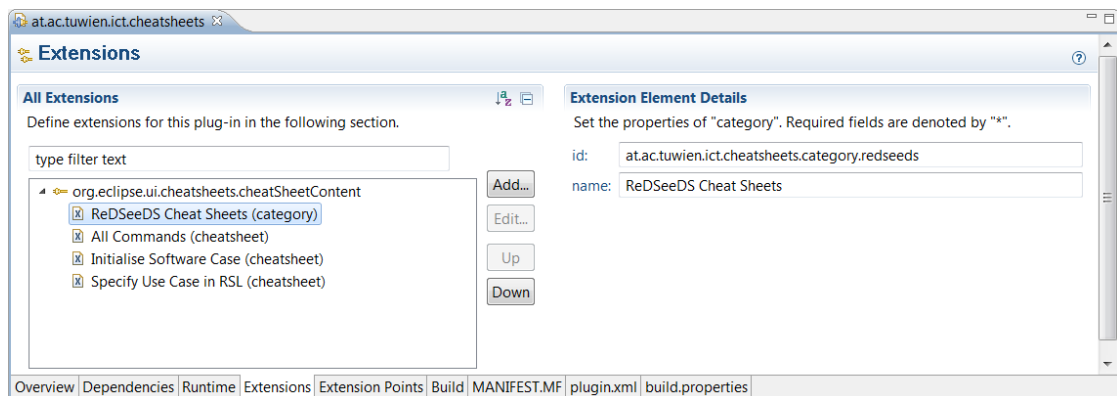 at.ac.tuwien.ict.cheatsheets
Extensions
All Extensions
Define extensions for this plug-in in the following section.
type filter text
org.eclipse.ui.cheatsheets.cheatSheetContent
ReDSeeDS Cheat Sheets (category)
All Commands (cheatsheet)
Initialise Software Case (cheatsheet)
Specify Use Case in RSL (cheatsheet)
Add...
Edit...
Up
Down
Extension Element Details
Set the properties of "category". Required fields are denoted by "*".
id: at.ac.tuwien.ict.cheatsheets.category.redseeds
name: ReDSeeDS Cheat Sheets
Overview Dependencies Runtime Extensions Extension Points Build MANIFEST.MF plugin.xml build.properties